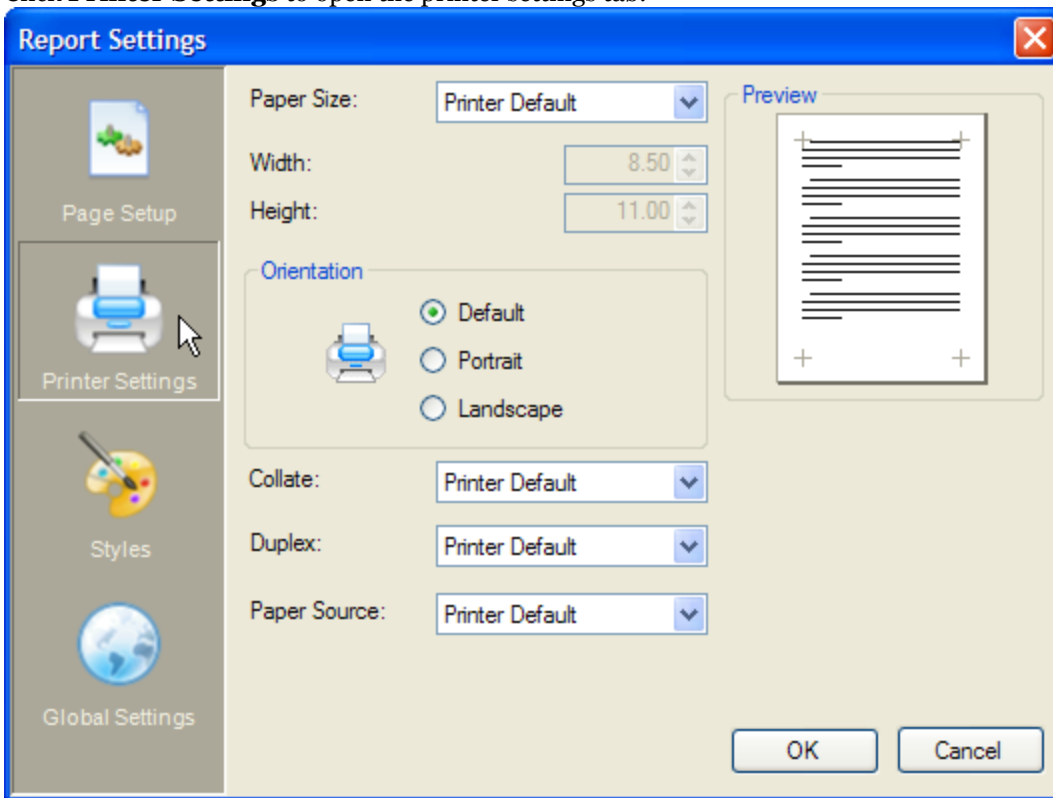 Click Printer Settings to open the printer settings tab.
Report Settings
Page Setup
Printer Settings
Styles
Global Settings
Paper Size: Printer Default
Width: 8.50
Height: 11.00
Orientation
Default
Portrait
Landscape
Collate: Printer Default
Duplex: Printer Default
Paper Source: Printer Default
Preview
OK Cancel